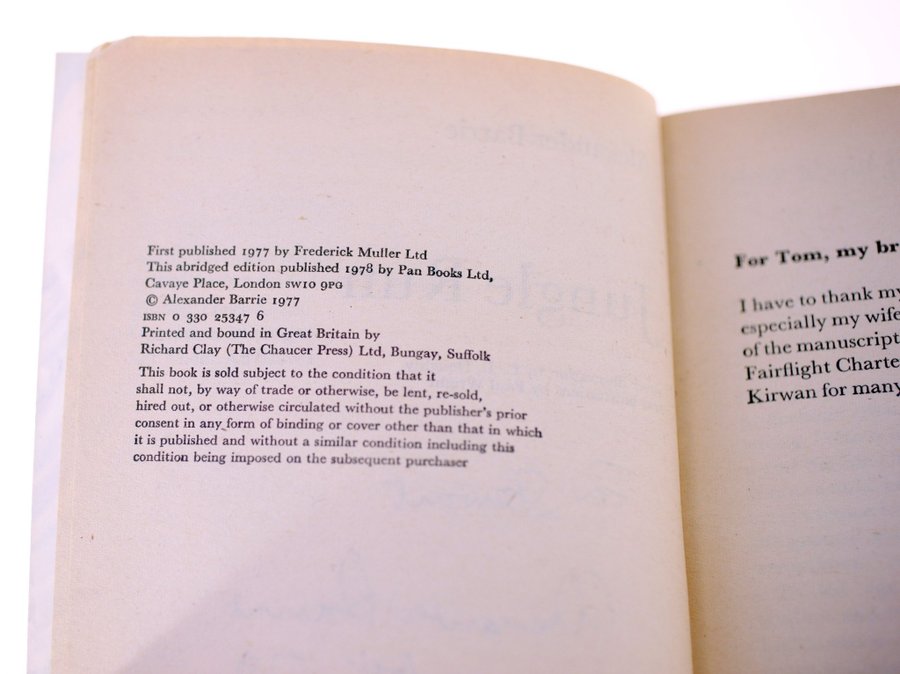 First published 1977 by Frederick Muller Ltd
This abridged edition published 1978 by Pan Books Ltd,
Cavaye Place, London SW10 9PG
© Alexander Barrie 1977
ISBN 0 330 25347 6
Printed and bound in Great Britain by
Richard Clay (The Chaucer Press) Ltd, Bungay, Suffolk
This book is sold subject to the condition that it
shall not, by way of trade or otherwise, be lent, re-sold,
hired out, or otherwise circulated without the publisher's prior
consent in any form of binding or cover other than that in which
it is published and without a similar condition including this
condition being imposed on the subsequent purchaser
For Tom, my br
I have to thank my
especially my wife
of the manuscript
Fairflight Charte
Kirwan for many